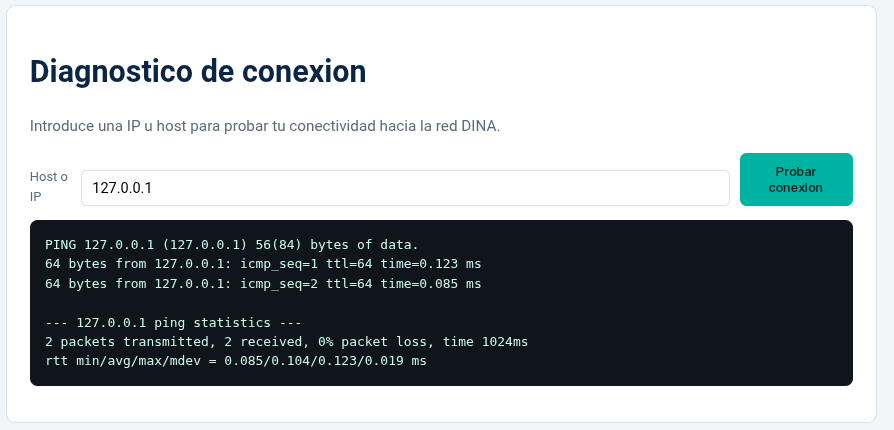 Diagnostico de conexion
Introduce una IP u host para probar tu conectividad hacia la red DINA.
Host o
IP
127.0.0.1
Probar
conexion
PING 127.0.0.1 (127.0.0.1) 56(84) bytes of data.
64 bytes from 127.0.0.1: icmp_seq=1 ttl=64 time=0.123 ms
64 bytes from 127.0.0.1: icmp_seq=2 ttl=64 time=0.085 ms
--- 127.0.0.1 ping statistics ---
2 packets transmitted, 2 received, 0% packet loss, time 1024ms
rtt min/avg/max/mdev = 0.085/0.104/0.123/0.019 ms